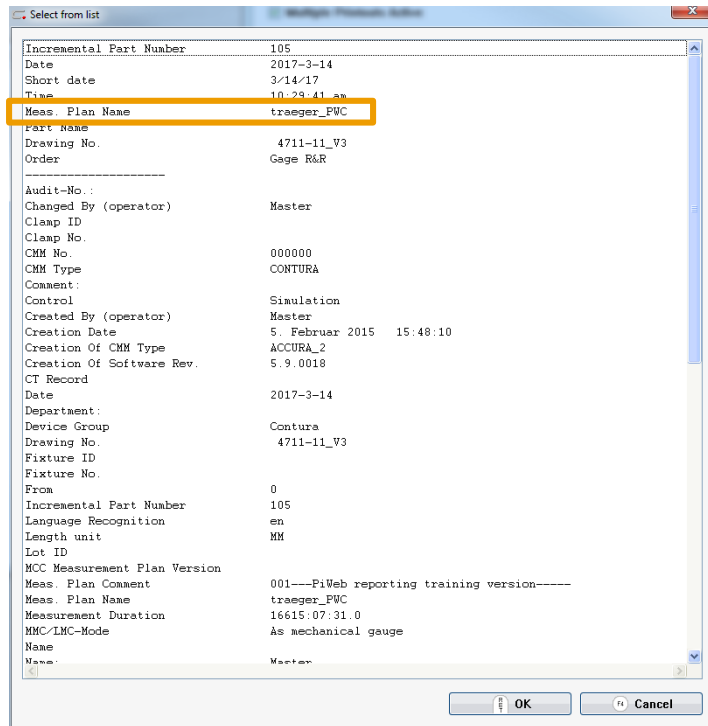 Select from list
Incremental Part Number 105
Date 2017-3-14
Short date 3/14/17
Time 10:29:41 am
Meas. Plan Name traeger_PWC
Part Name
Drawing No. 4711-11_V3
Order Gage R&R
--------------------
Audit-No.:
Changed By (operator) Master
Clamp ID
Clamp No.
CMM No. 000000
CMM Type CONTURA
Comment:
Control Simulation
Created By (operator) Master
Creation Date 5. Februar 2015 15:48:10
Creation Of CMM Type ACCURA_2
Creation Of Software Rev. 5.9.0018
CT Record
Date 2017-3-14
Department:
Device Group Contura
Drawing No. 4711-11_V3
Fixture ID
Fixture No.
From 0
Incremental Part Number 105
Language Recognition en
Length unit MM
Lot ID
MCC Measurement Plan Version
Meas. Plan Comment 001---PiWeb reporting training version-----
Meas. Plan Name traeger_PWC
Measurement Duration 16615:07:31.0
MMC/LMC-Mode As mechanical gauge
Name
Name: Master
RET OK F4 Cancel